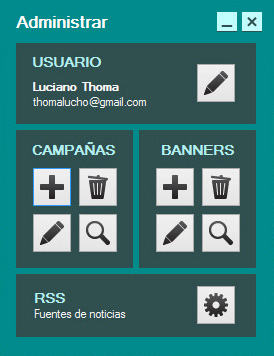 Administrar
USUARIO
Luciano Thoma
thomalucho@gmail.com
CAMPAÑAS
BANNERS
RSS
Fuentes de noticias